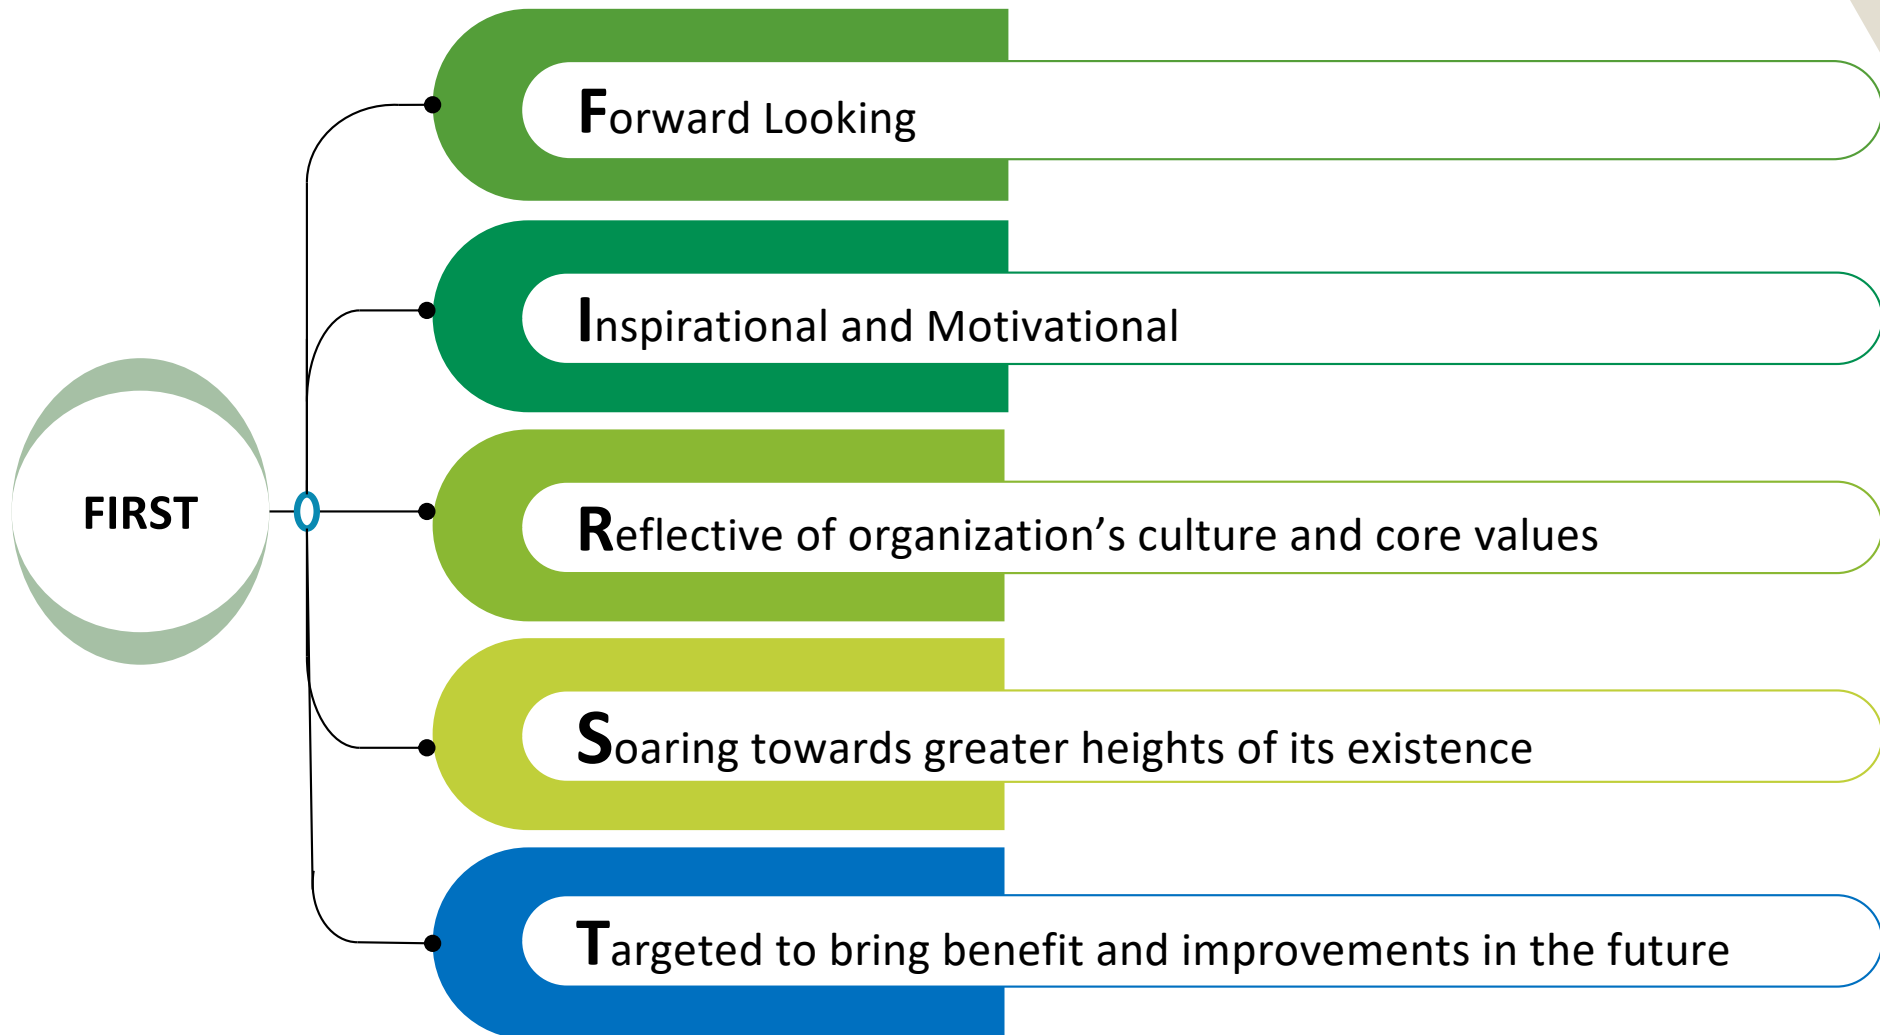 FIRST
Forward Looking
Inspirational and Motivational
Reflective of organization’s culture and core values
Soaring towards greater heights of its existence
Targeted to bring benefit and improvements in the future